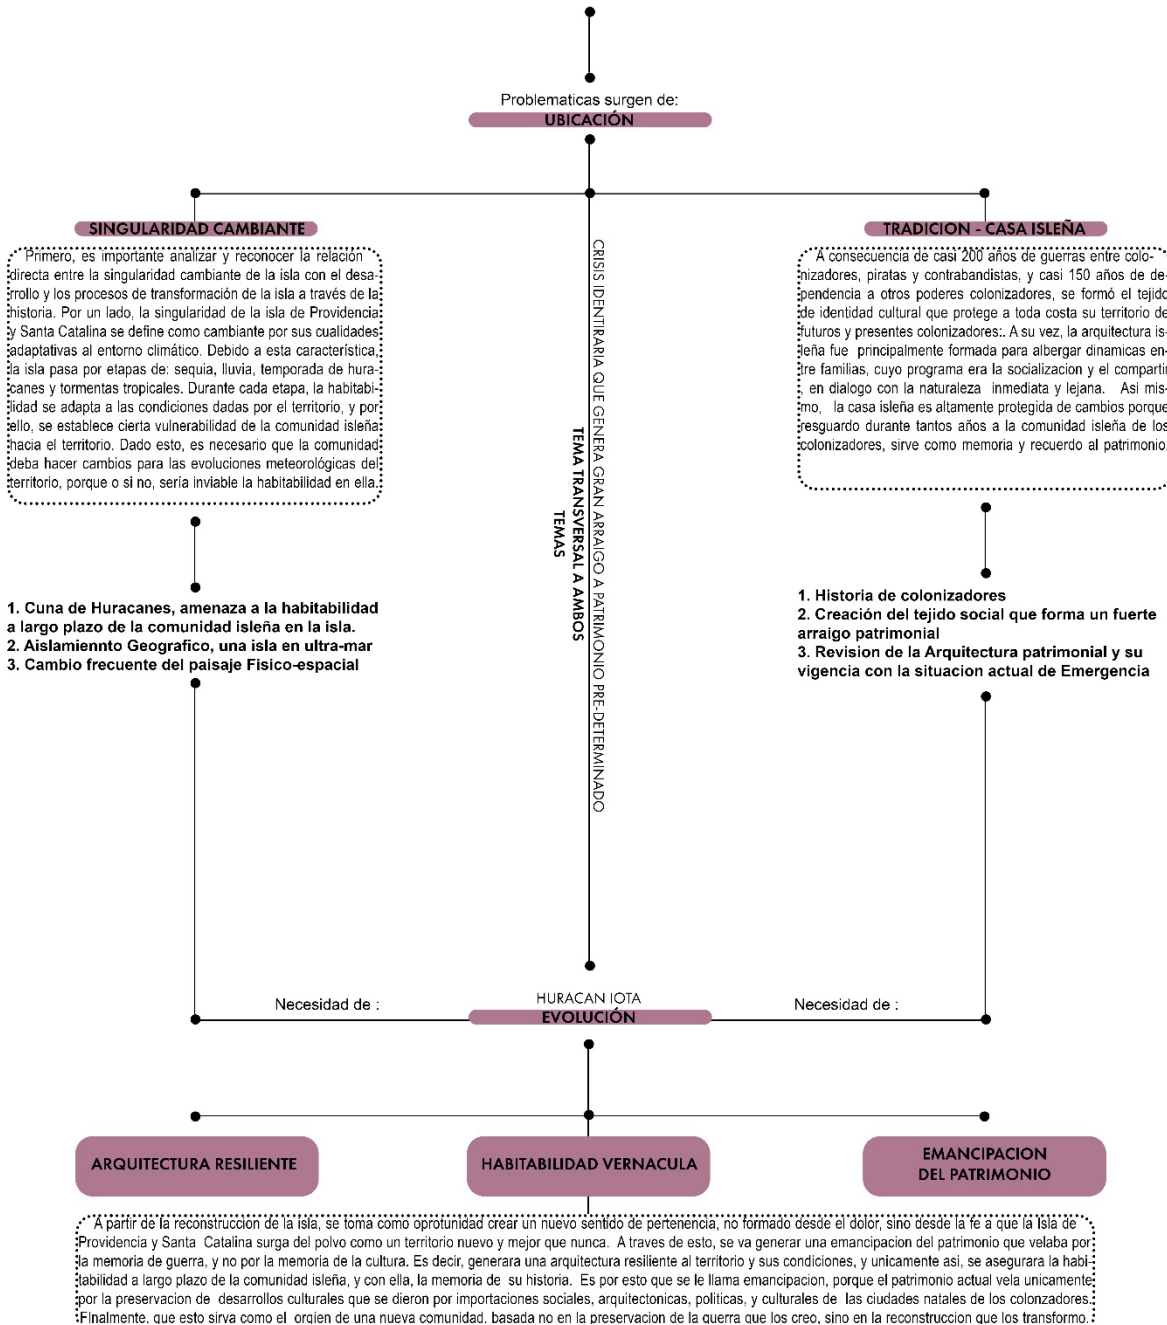 Problematicas surgen de:
UBICACIÓN
SINGULARIDAD CAMBIANTE
Primero, es importante analizar y reconocer la relación
directa entre la singularidad cambiante de la isla con el desa-
rrollo y los procesos de transformación de la isla a través de la
historia. Por un lado, la singularidad de la isla de Providencia
y Santa Catalina se define como cambiante por sus cualidades
adaptativas al entorno climático. Debido a esta característica,
la isla pasa por etapas de: sequia, lluvia, temporada de hura-
canes y tormentas tropicales. Durante cada etapa, la habitabi-
lidad se adapta a las condiciones dadas por el territorio, y por
ello, se establece cierta vulnerabilidad de la comunidad isleña
hacia el territorio. Dado esto, es necesario que la comunidad
deba hacer cambios para las evoluciones meteorológicas del
territorio, porque o si no, sería inviable la habitabilidad en ella.
1. Cuna de Huracanes, amenaza a la habitabilidad
a largo plazo de la comunidad isleña en la isla.
2. Aislamiennto Geografico, una isla en ultra-mar
3. Cambio frecuente del paisaje Fisico-espacial
CRISIS IDENTIRARIA QUE GENERA GRAN ARRAIGO A PATRIMONIO PRE-DETERMINADO
TEMA TRANSVERSAL A AMBOS
TEMAS
TRADICION - CASA ISLEÑA
A consecuencia de casi 200 años de guerras entre colo-
nizadores, piratas y contrabandistas, y casi 150 años de de-
pendencia a otros poderes colonizadores, se formó el tejido
de identidad cultural que protege a toda costa su territorio de
futuros y presentes colonizadores:. A su vez, la arquitectura is-
leña fue principalmente formada para albergar dinamicas en-
tre familias, cuyo programa era la socializacion y el compartir
, en dialogo con la naturaleza inmediata y lejana. Asi mis-
mo, la casa isleña es altamente protegida de cambios porque
resguardo durante tantos años a la comunidad isleña de los
colonizadores, sirve como memoria y recuerdo al patrimonio.
1. Historia de colonizadores
2. Creación del tejido social que forma un fuerte
arraigo patrimonial
3. Revision de la Arquitectura patrimonial y su
vigencia con la situacion actual de Emergencia
Necesidad de :
HURACAN IOTA
EVOLUCIÓN
Necesidad de :
ARQUITECTURA RESILIENTE
HABITABILIDAD VERNACULA
EMANCIPACION
DEL PATRIMONIO
A partir de la reconstruccion de la isla, se toma como oprotunidad crear un nuevo sentido de pertenencia, no formado desde el dolor, sino desde la fe a que la Isla de
Providencia y Santa Catalina surga del polvo como un territorio nuevo y mejor que nunca. A traves de esto, se va generar una emancipacion del patrimonio que velaba por
la memoria de guerra, y no por la memoria de la cultura. Es decir, generara una arquitectura resiliente al territorio y sus condiciones, y unicamente asi, se asegurara la habi-
tabilidad a largo plazo de la comunidad isleña, y con ella, la memoria de su historia. Es por esto que se le llama emancipacion, porque el patrimonio actual vela unicamente
por la preservacion de desarrollos culturales que se dieron por importaciones sociales, arquitectonicas, politicas, y culturales de las ciudades natales de los colonzadores.
FInalmente, que esto sirva como el orgien de una nueva comunidad, basada no en la preservacion de la guerra que los creo, sino en la reconstruccion que los transformo.